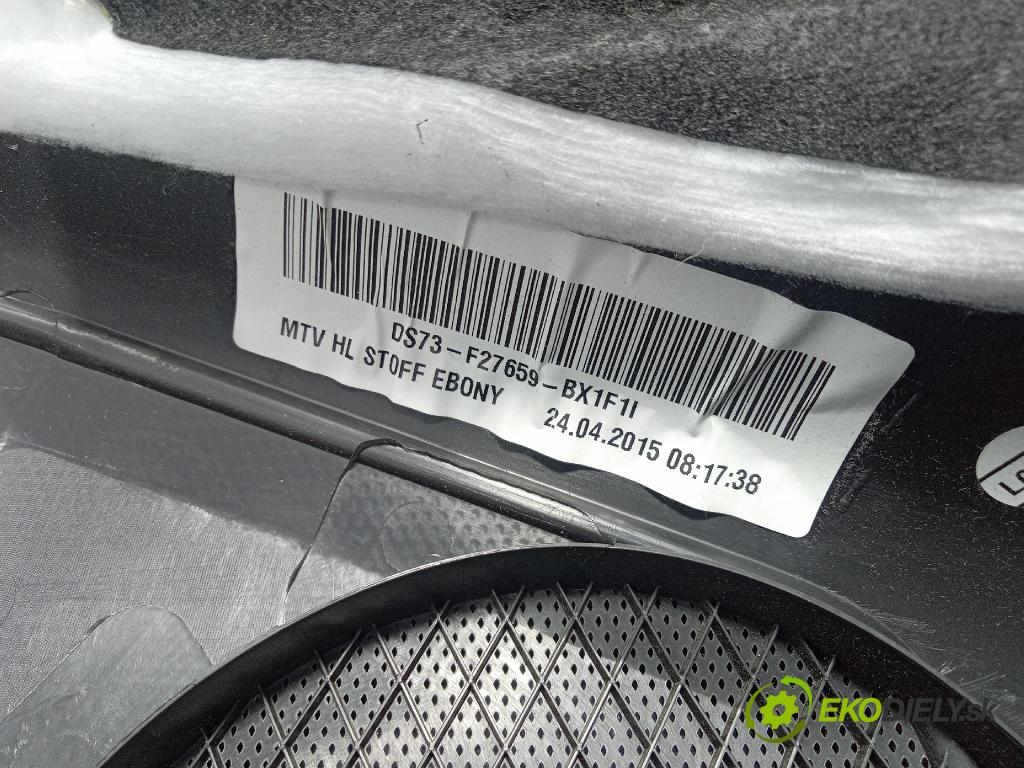 DS73-F27659-BX1F1I
MTV HL STOFF EBONY 24.04.2015 08:17:38
EKODIELY.sk